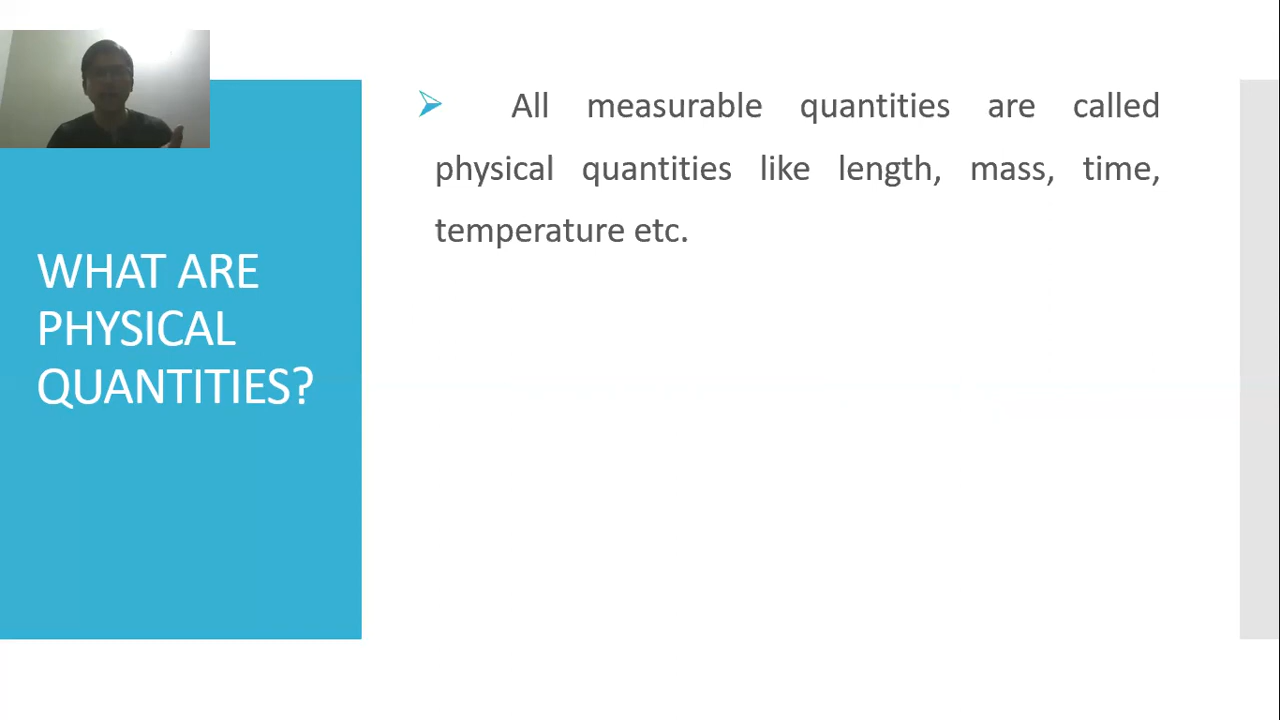 WHAT ARE
PHYSICAL
QUANTITIES?
All measurable quantities are called
physical quantities like length, mass, time,
temperature etc.